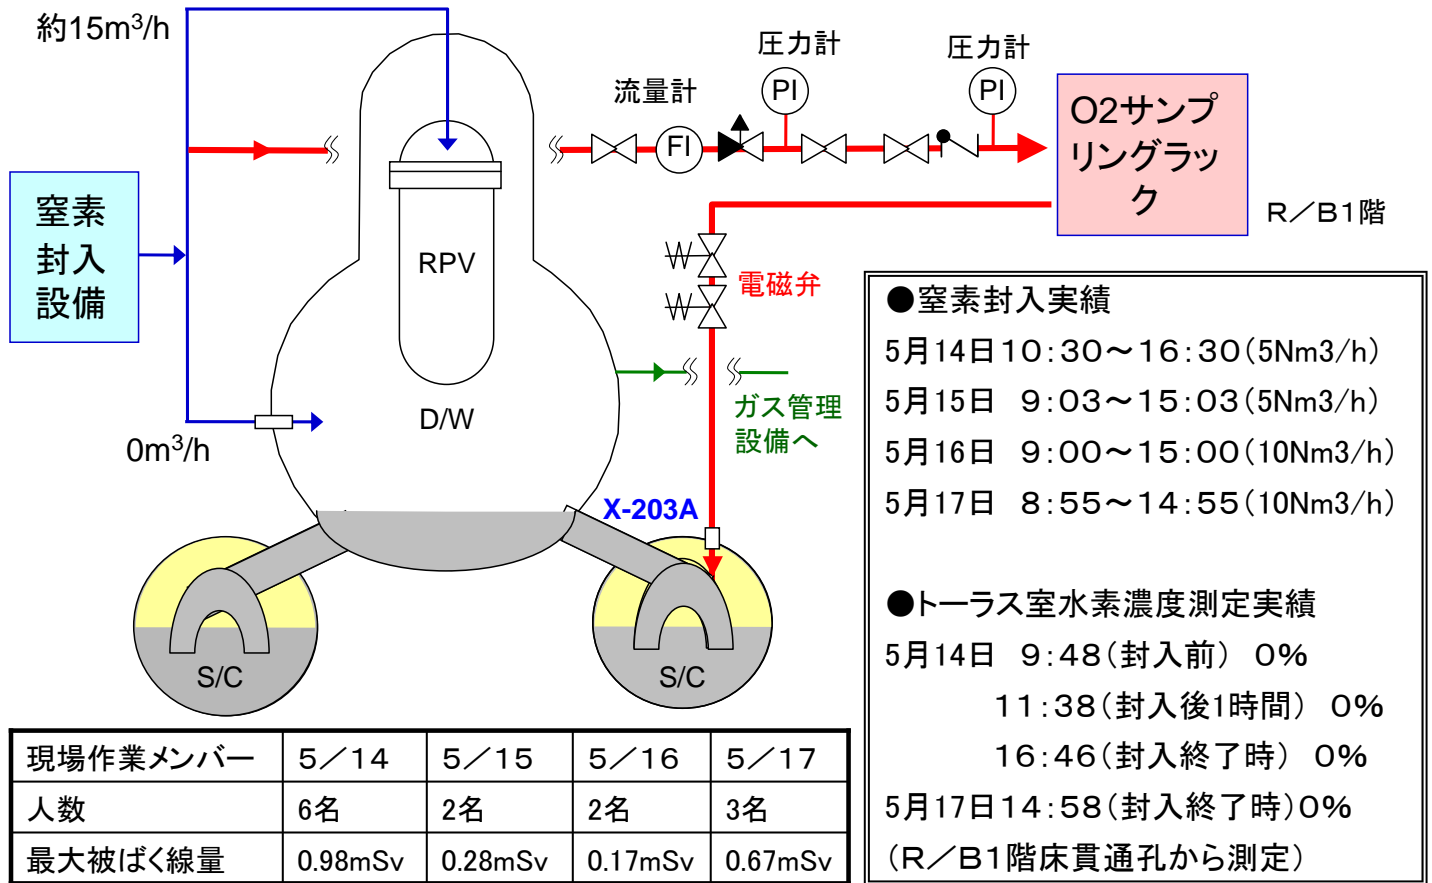 約15m³/h
圧力計
圧力計
流量計
PI
PI
FI
O2サンプ
リングラッ
ク
R／B1階
窒素
封入
設備
RPV
電磁弁
D/W
0m³/h
ガス管理
設備へ
X-203A
S/C
S/C
●窒素封入実績
5月14日10：30～16：30（5Nm3/h）
5月15日 9：03～15：03（5Nm3/h）
5月16日 9：00～15：00（10Nm3/h）
5月17日 8：55～14：55（10Nm3/h）
●トーラス室水素濃度測定実績
5月14日 9：48（封入前） 0%
11：38（封入後1時間） 0%
16：46（封入終了時） 0%
5月17日14：58（封入終了時）0%
（R／B1階床貫通孔から測定）
現場作業メンバー 5／14 5／15 5／16 5／17
人数 6名 2名 2名 3名
最大被ばく線量 0.98mSv 0.28mSv 0.17mSv 0.67mSv